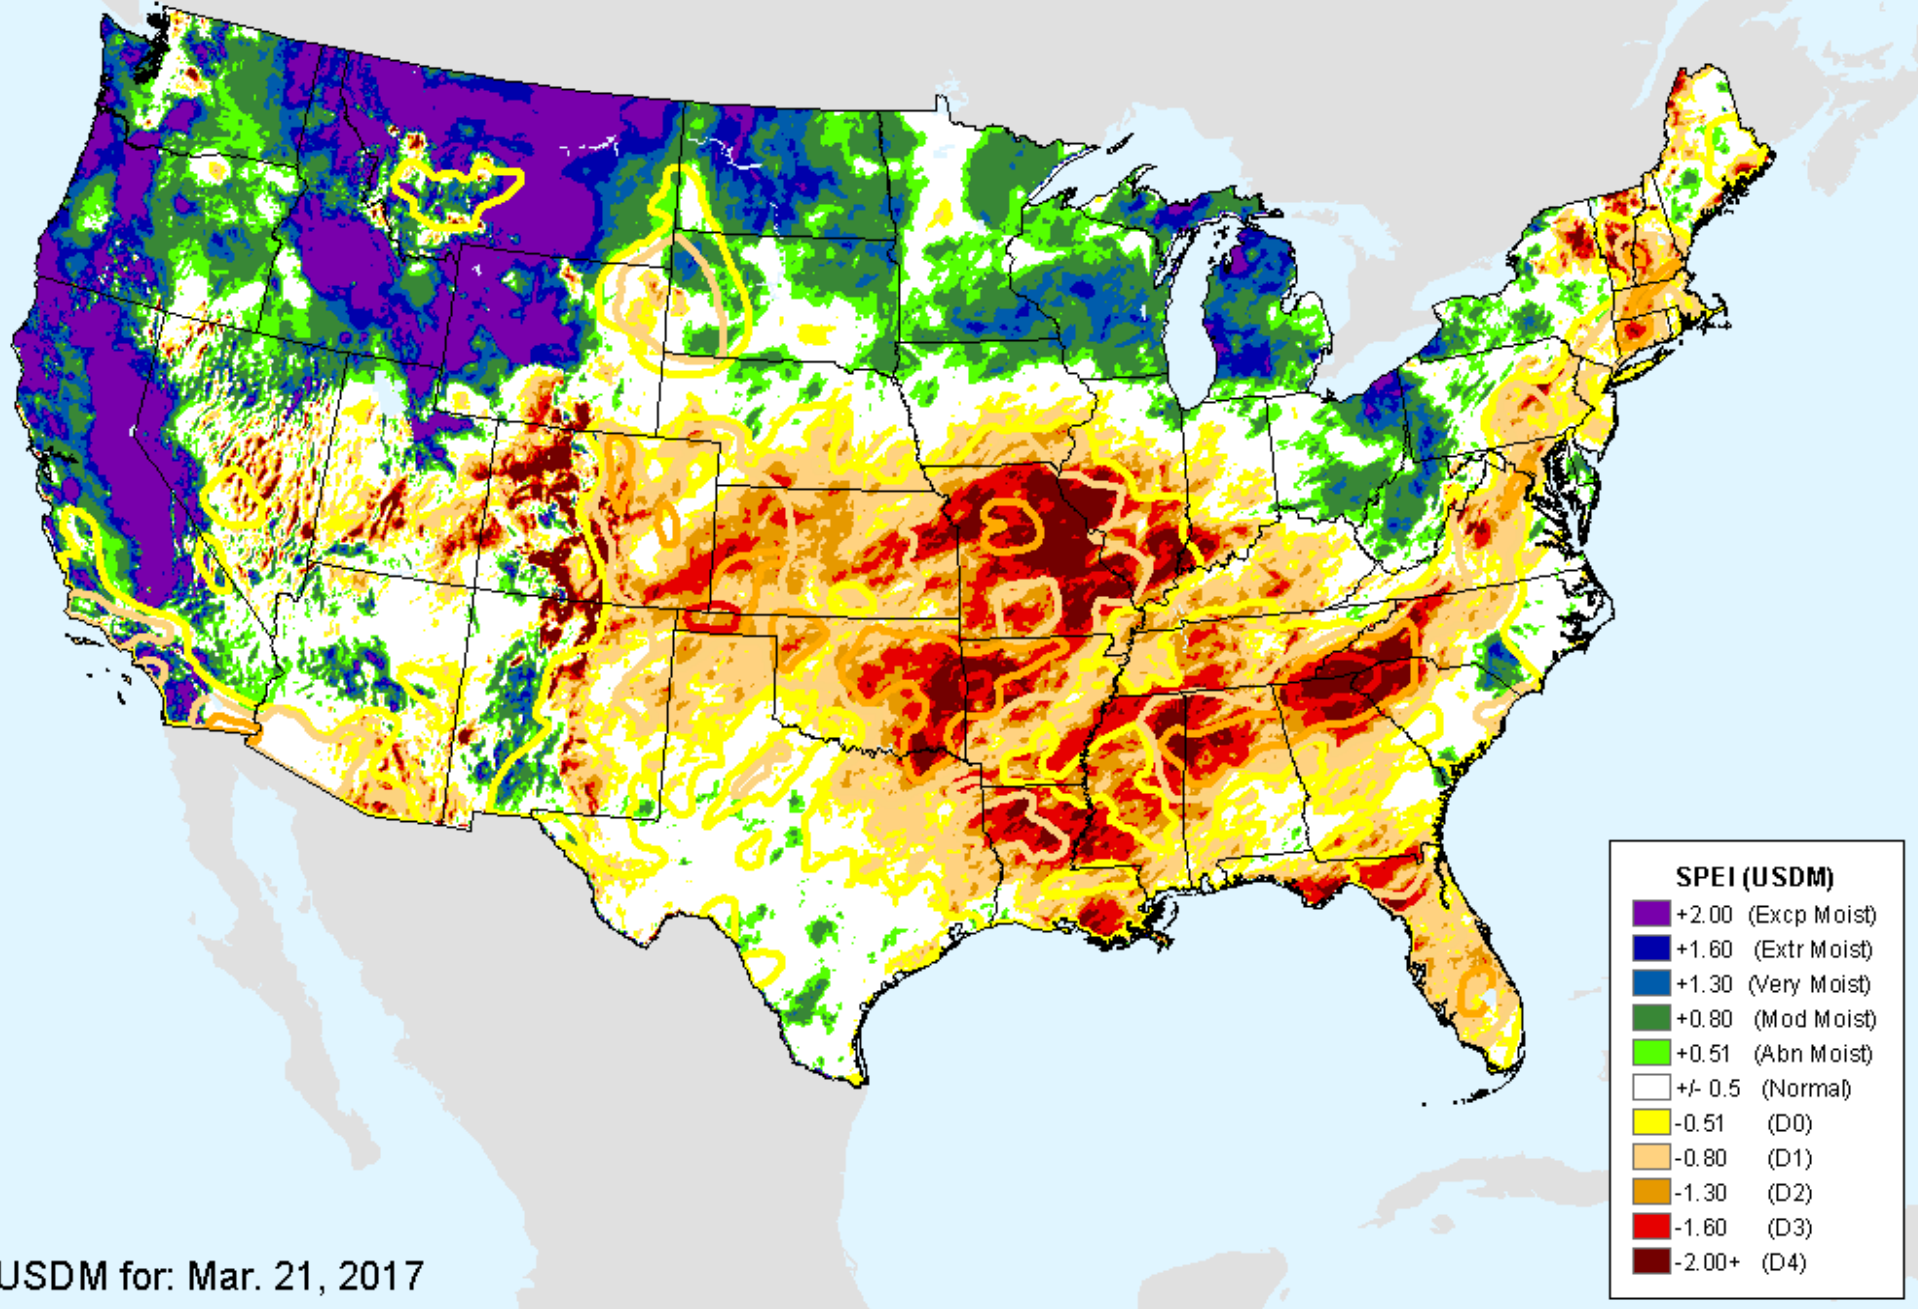 SPEI (USDM)
+2.00 (Excp Moist)
+1.60 (Extr Moist)
+1.30 (Very Moist)
+0.80 (Mod Moist)
+0.51 (Abn Moist)
+/- 0.5 (Normal)
-0.51 (D0)
-0.80 (D1)
-1.30 (D2)
-1.60 (D3)
-2.00+ (D4)
USDM for: Mar. 21, 2017